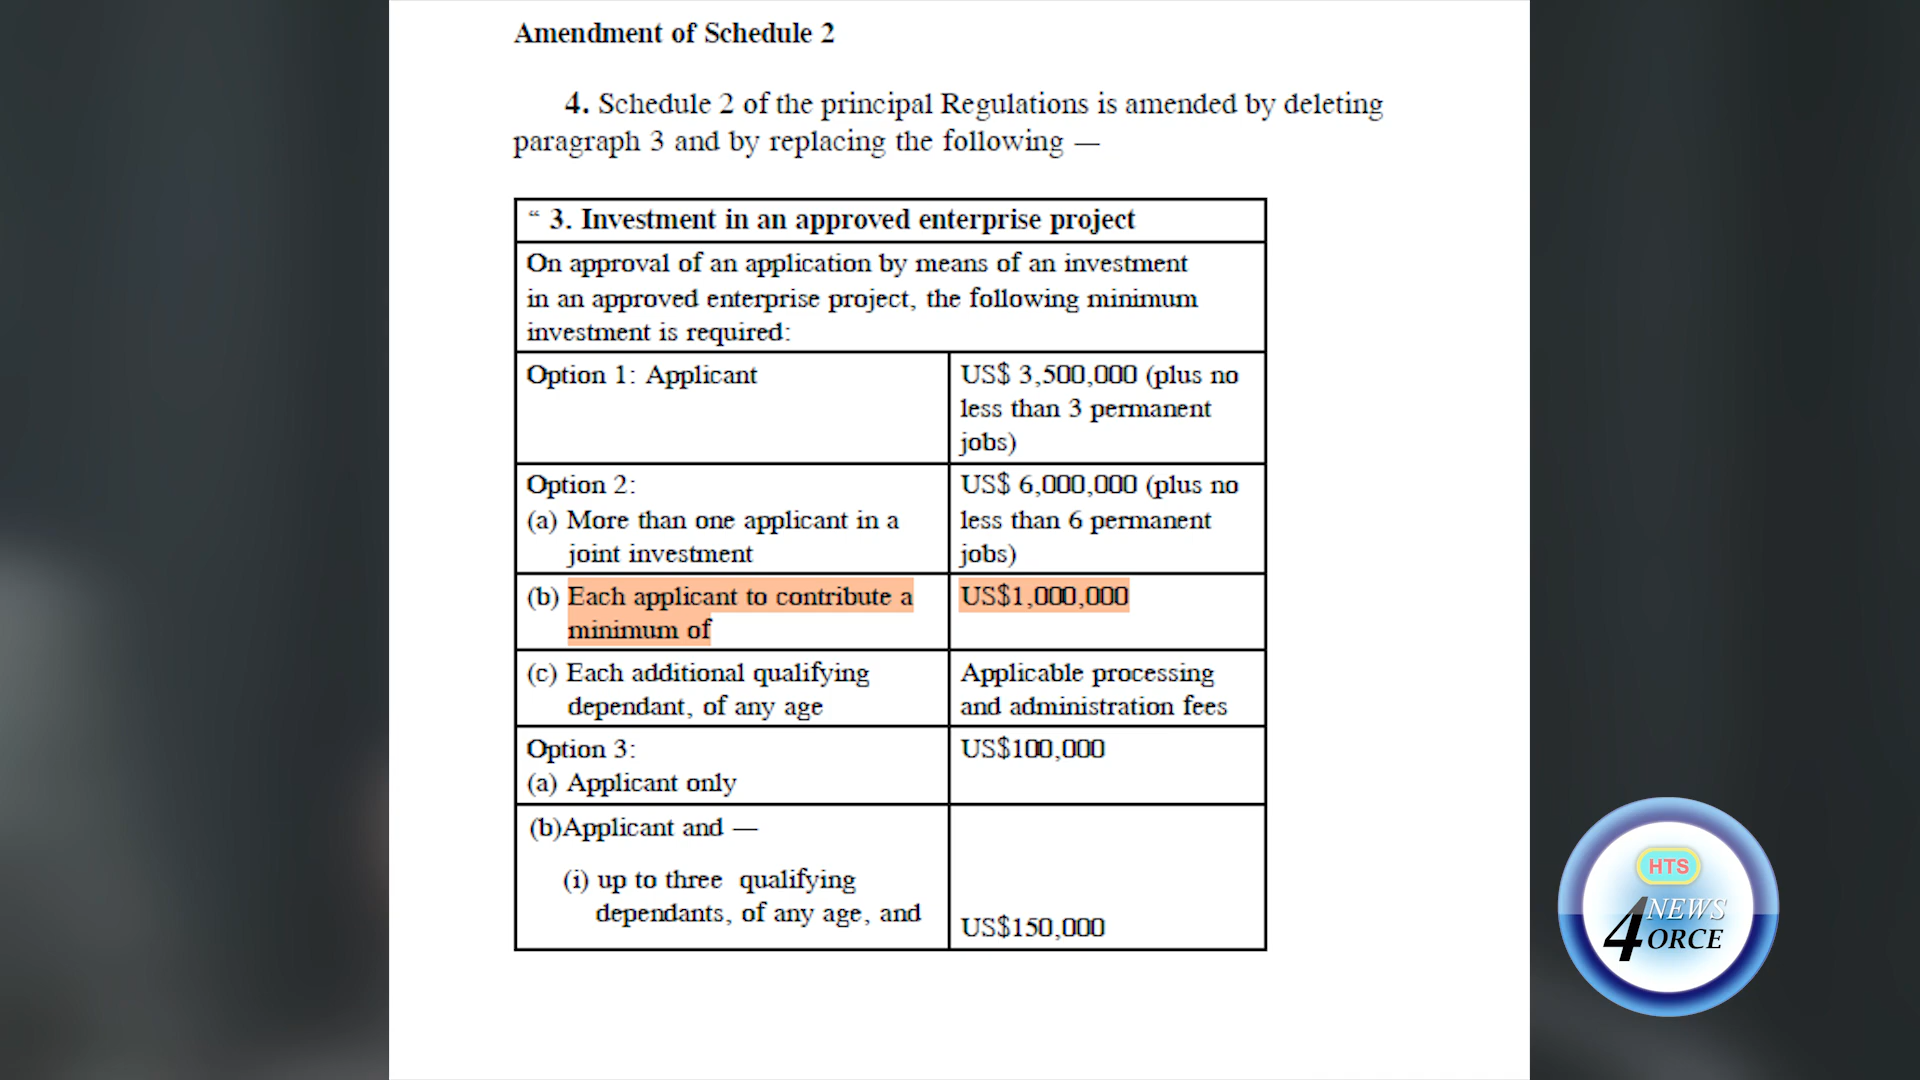 Amendment of Schedule 2
4. Schedule 2 of the principal Regulations is amended by deleting
paragraph 3 and by replacing the following —
“ 3. Investment in an approved enterprise project
On approval of an application by means of an investment
in an approved enterprise project, the following minimum
investment is required:
Option 1: Applicant
US$ 3,500,000 (plus no
less than 3 permanent
jobs)
Option 2:
(a) More than one applicant in a
joint investment
US$ 6,000,000 (plus no
less than 6 permanent
jobs)
(b) Each applicant to contribute a
minimum of
US$1,000,000
(c) Each additional qualifying
dependant, of any age
Applicable processing
and administration fees
Option 3:
(a) Applicant only
US$100,000
(b)Applicant and —
(i) up to three qualifying
dependants, of any age, and
US$150,000
HTS
NEWS
4ORCE